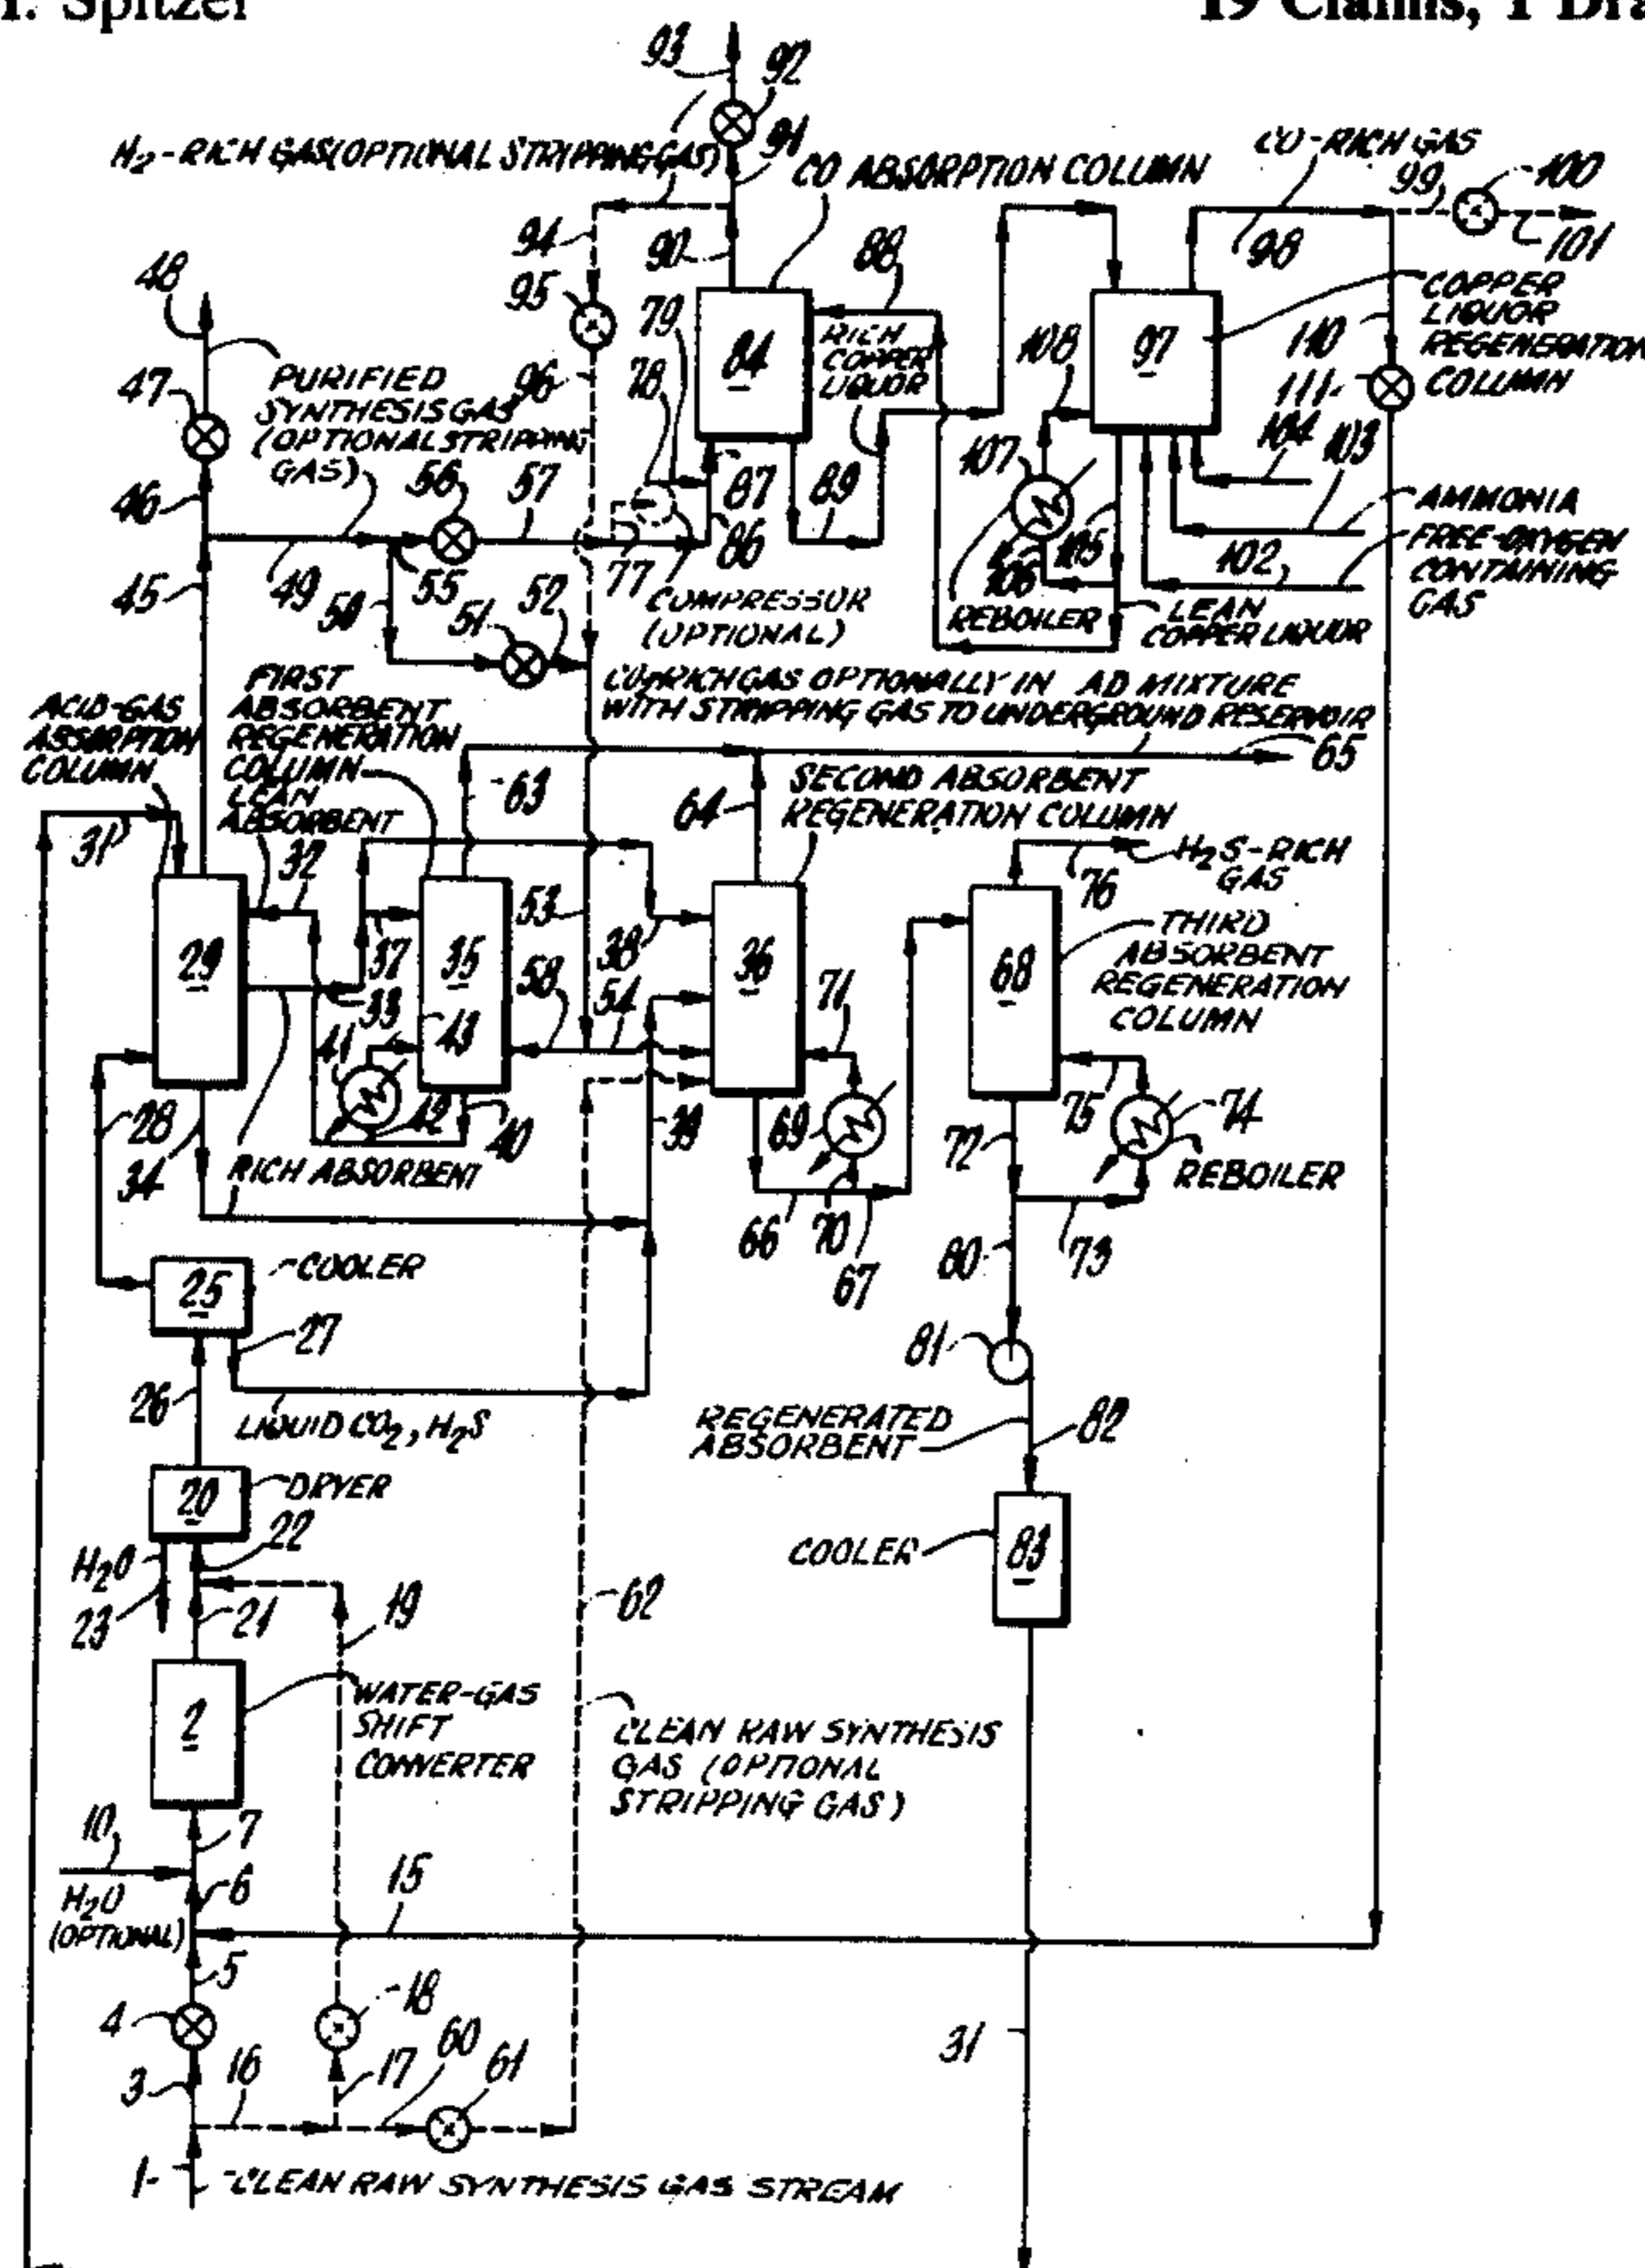 19 Claims, 1 Dra
93
92
H2-RICH GAS (OPTIONAL STRIPPING GAS)
91
CO ABSORPTION COLUMN
CO-RICH GAS
99
100
101
98
94
90
88
48
95
79
84
RICH
COPPER
LIQUOR
108
97
COPPER
LIQUOR
REGENERATION
COLUMN
110
111
47
PURIFIED
SYNTHESIS GAS
(OPTIONAL STRIPPING
GAS)
96
78
104
103
107
46
56
57
87
89
AMMONIA
FREE-OXYGEN
CONTAINING
GAS
86
105
106
102
45
49
55
77
COMPRESSOR
(OPTIONAL)
REBOILER
LEAN
COPPER LIQUOR
50
51
52
CO2-RICH GAS OPTIONALLY IN ADMIXTURE
WITH STRIPPING GAS TO UNDERGROUND RESERVOIR
65
ACID-GAS
ABSORPTION
COLUMN
FIRST
ABSORBENT
REGENERATION
COLUMN
LEAN
ABSORBENT
63
64
SECOND ABSORBENT
REGENERATION COLUMN
31
32
H2S-RICH
GAS
76
29
37
35
53
38
36
68
THIRD
ABSORBENT
REGENERATION
COLUMN
33
58
54
71
41
43
28
42
40
39
69
75
74
72
34
RICH ABSORBENT
REBOILER
66
70
67
73
25
COOLER
80
27
81
26
LIQUID CO2, H2S
REGENERATED
ABSORBENT
82
20
DRYER
H2O
22
COOLER
83
23
21
19
62
2
WATER-GAS
SHIFT
CONVERTER
CLEAN RAW SYNTHESIS
GAS (OPTIONAL
STRIPPING GAS)
10
7
H2O
(OPTIONAL)
6
15
5
4
18
31
3
16
17
60
61
1
CLEAN RAW SYNTHESIS GAS STREAM